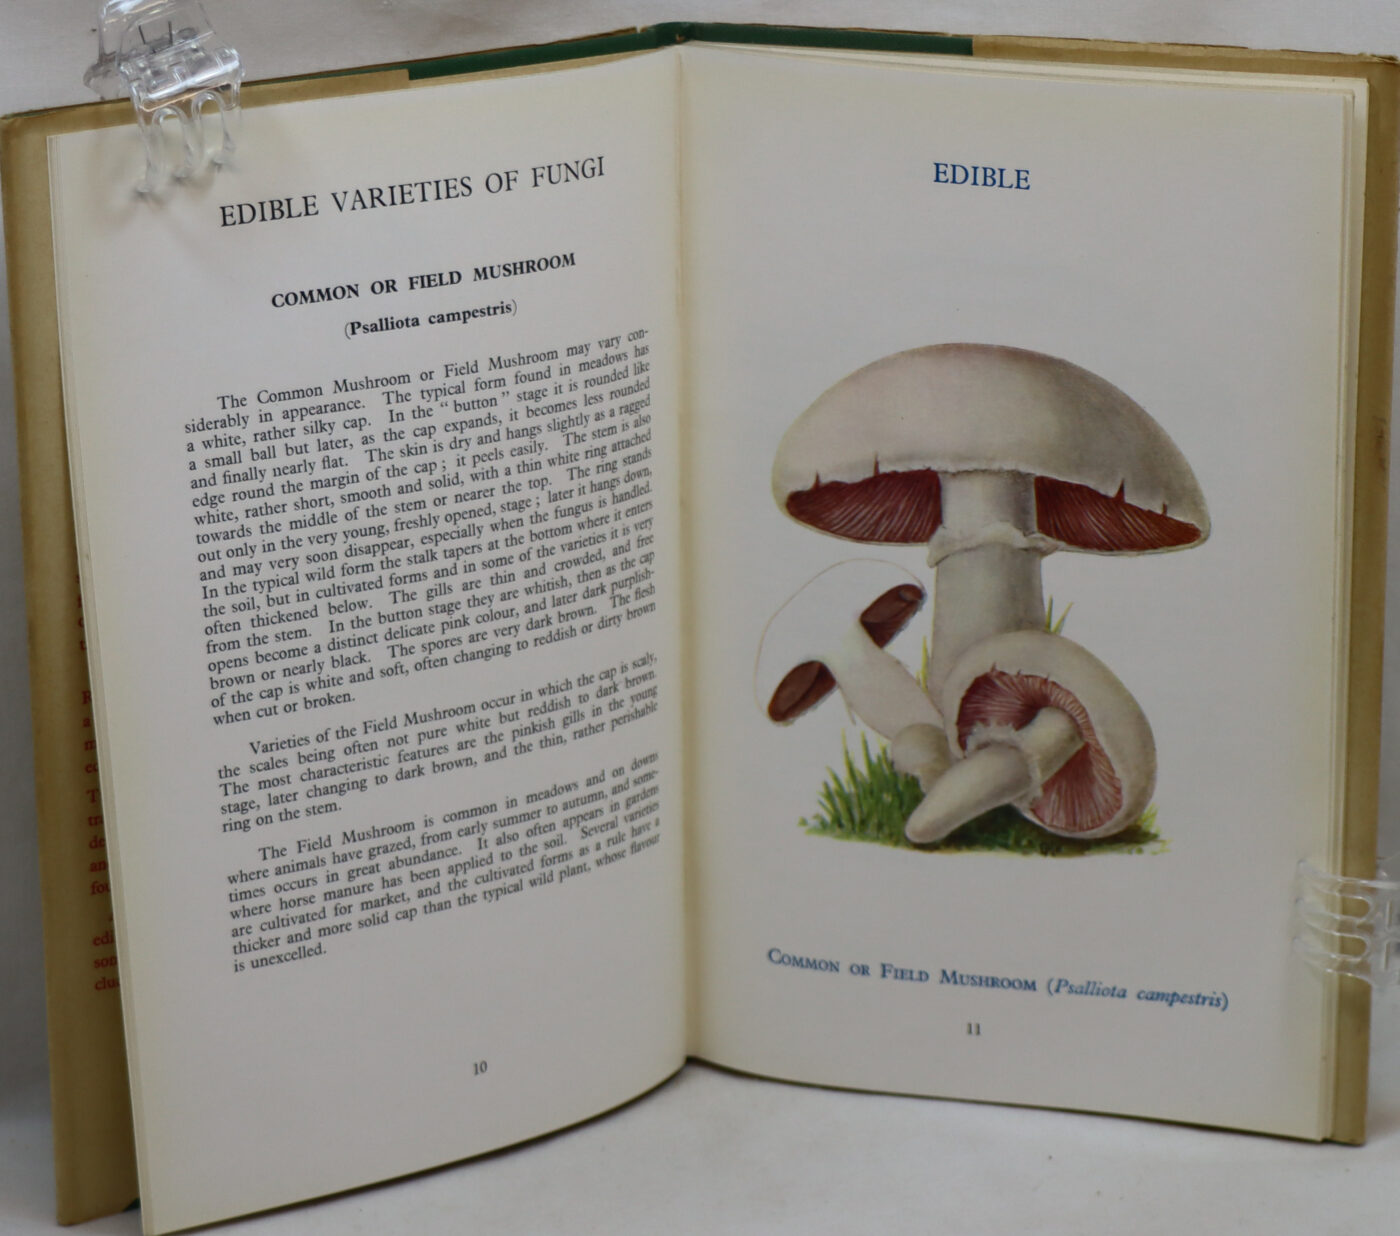 EDIBLE VARIETIES OF FUNGI
COMMON OR FIELD MUSHROOM
(Psalliota campestris)
The Common Mushroom or Field Mushroom may vary con-
siderably in appearance. The typical form found in meadows has
a white, rather silky cap. In the “ button ” stage it is rounded like
a small ball but later, as the cap expands, it becomes less rounded
and finally nearly flat. The skin is dry and hangs slightly as a ragged
edge round the margin of the cap ; it peels easily. The stem is also
white, rather short, smooth and solid, with a thin white ring attached
towards the middle of the stem or nearer the top. The ring stands
out only in the very young, freshly opened, stage ; later it hangs down,
and may very soon disappear, especially when the fungus is handled.
In the typical wild form the stalk tapers at the bottom where it enters
the soil, but in cultivated forms and in some of the varieties it is very
often thickened below. The gills are thin and crowded, and free
from the stem. In the button stage they are whitish, then as the cap
opens become a distinct delicate pink colour, and later dark purplish-
brown or nearly black. The spores are very dark brown. The flesh
of the cap is white and soft, often changing to reddish or dirty brown
when cut or broken.
Varieties of the Field Mushroom occur in which the cap is scaly,
the scales being often not pure white but reddish to dark brown.
The most characteristic features are the pinkish gills in the young
stage, later changing to dark brown, and the thin, rather perishable
ring on the stem.
The Field Mushroom is common in meadows and on downs
where animals have grazed, from early summer to autumn, and some-
times occurs in great abundance. It also often appears in gardens
where horse manure has been applied to the soil. Several varieties
are cultivated for market, and the cultivated forms as a rule have a
thicker and more solid cap than the typical wild plant, whose flavour
is unexcelled.
10
EDIBLE
COMMON OR FIELD MUSHROOM (Psalliota campestris)
11